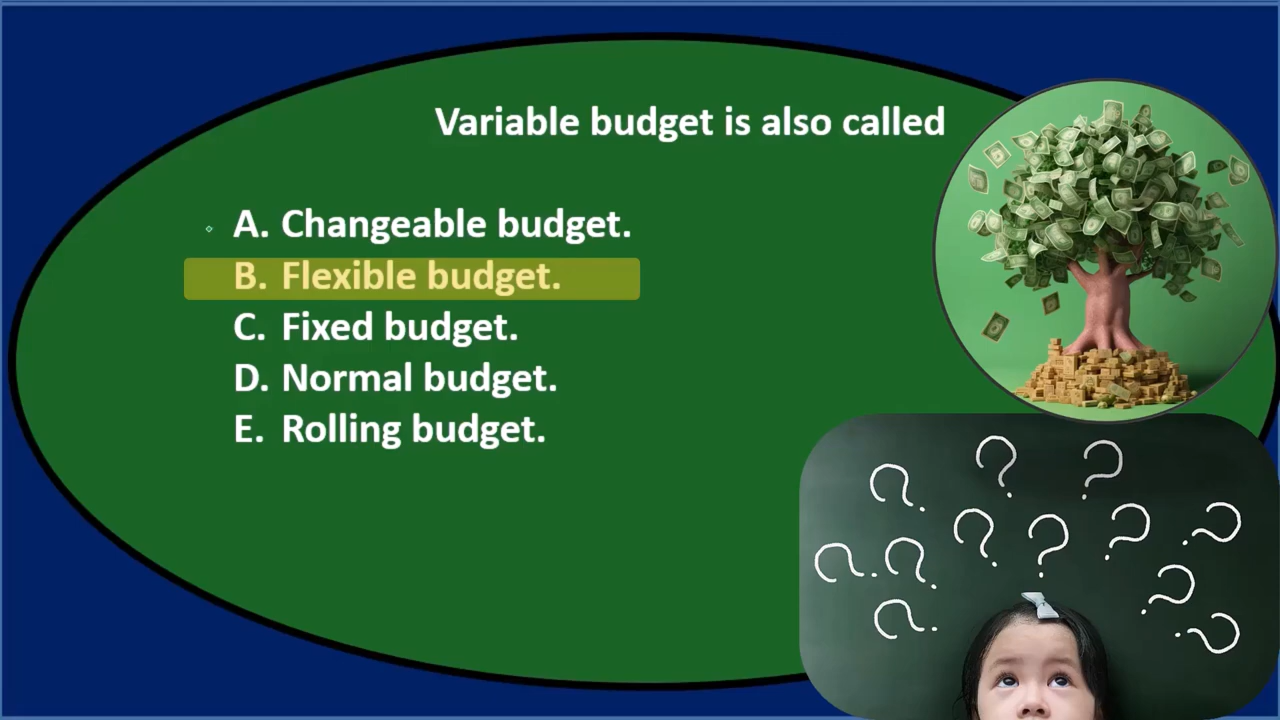 Variable budget is also called
A. Changeable budget.
B. Flexible budget.
C. Fixed budget.
D. Normal budget.
E. Rolling budget.
? ? ?
? ? ? ? ?
? ? ?
? ?